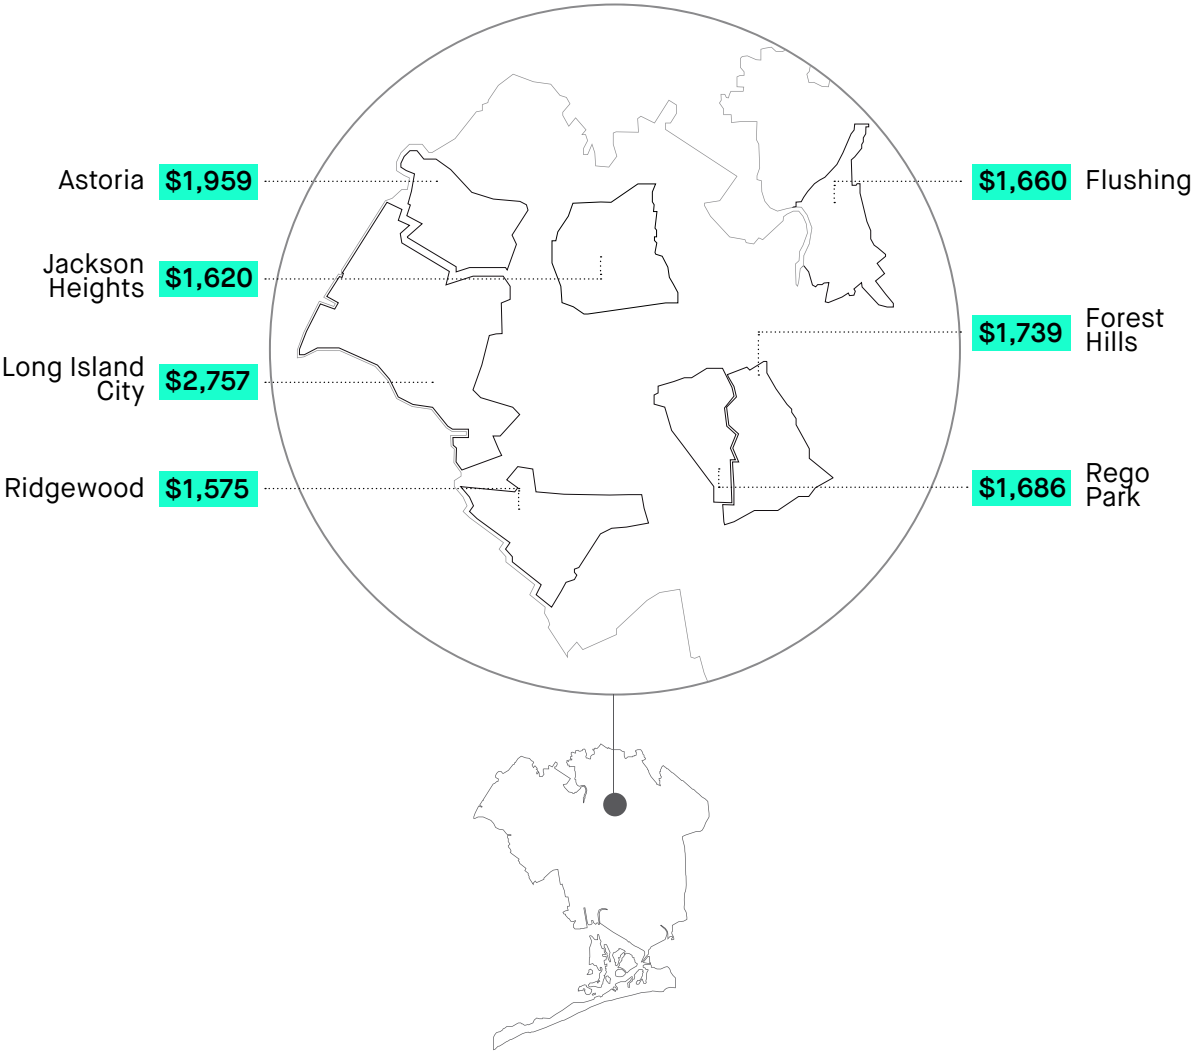 Astoria $1,959
Jackson
Heights
$1,620
Long Island
City
$2,757
Ridgewood $1,575
$1,660 Flushing
$1,739
Forest
Hills
$1,686
Rego
Park